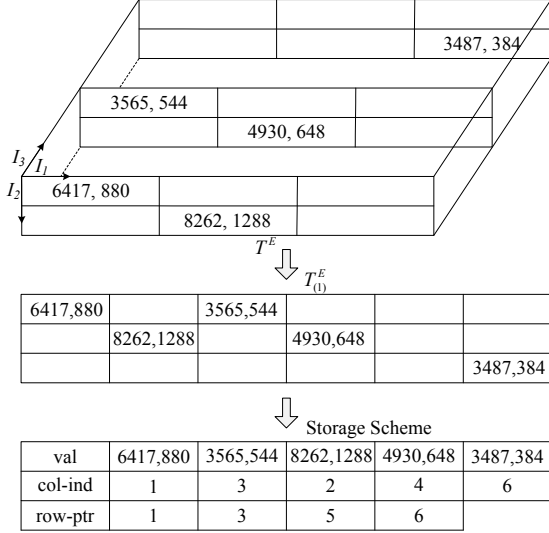 3487, 384
3565, 544
4930, 648
I3
I1
I2
6417, 880
8262, 1288
T^E
T^E_(1)
6417,880 3565,544
8262,1288 4930,648
3487,384
Storage Scheme
val 6417,880 3565,544 8262,1288 4930,648 3487,384
col-ind 1 3 2 4 6
row-ptr 1 3 5 6